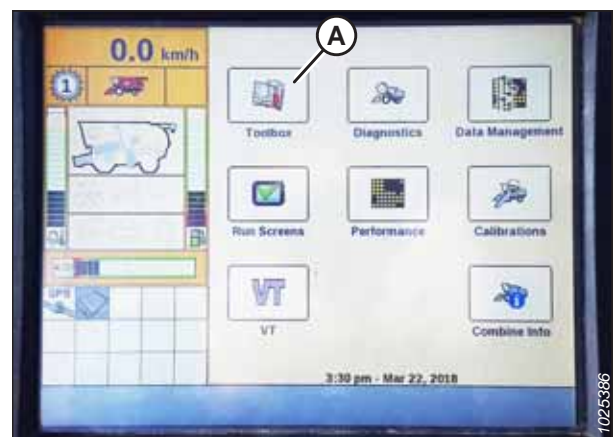 A
0.0 km/h
1
Toolbox
Diagnostics
Data Management
Run Screens
Performance
Calibrations
GPS
VT
VT
Combine Info
3:30 pm - Mar 22, 2018
1025386